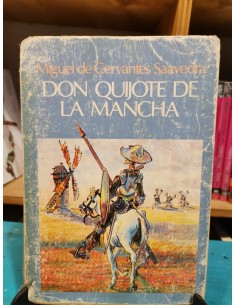 Miguel de Cervantes Saavedra
DON QUIJOTE DE
LA MANCHA